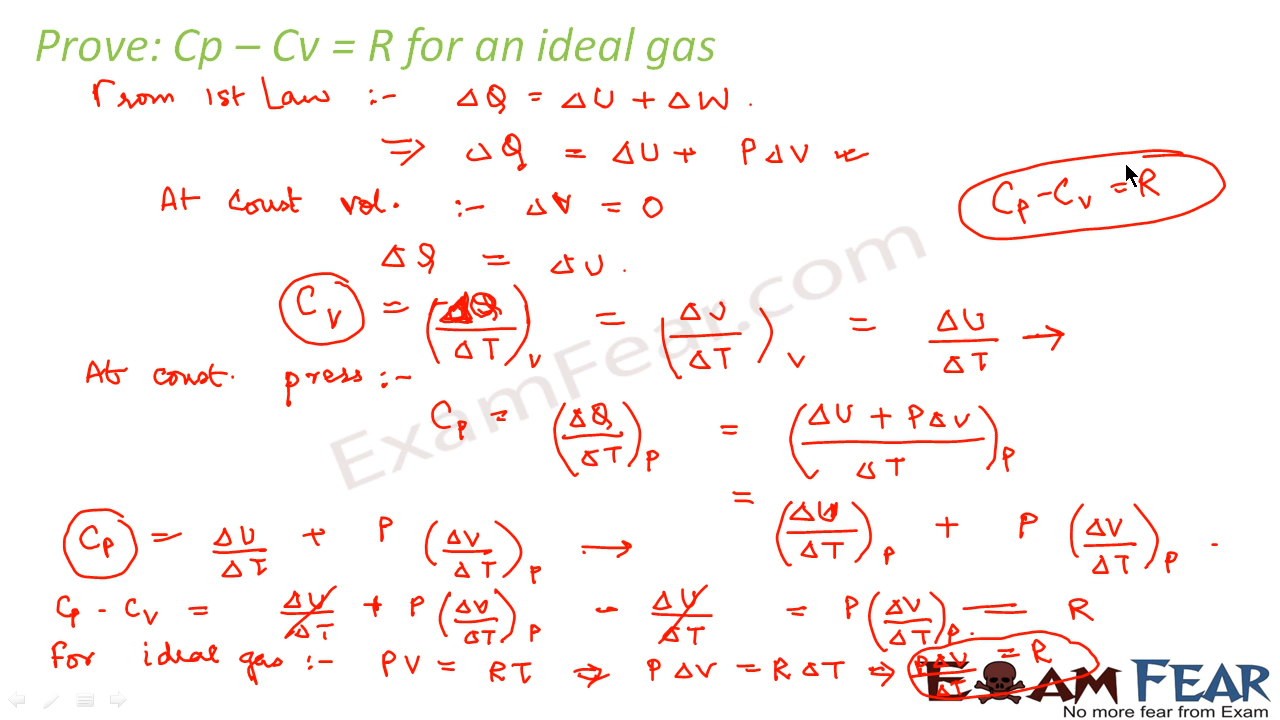 Prove: Cp – Cv = R for an ideal gas
From 1st Law :- ΔQ = ΔU + ΔW .
⇒ ΔQ = ΔU + PΔV
Cp - Cv = R
At const vol. :- ΔV = 0
ΔQ = ΔU .
Cv = (ΔQ/ΔT)v = (ΔU/ΔT)v = ΔU/ΔT →
At const. press :-
Cp = (ΔQ/ΔT)P = (ΔU + PΔV/ΔT)P
= (ΔU/ΔT)P + P (ΔV/ΔT)P .
Cp = ΔU/ΔT + P (ΔV/ΔT)P →
Cp - Cv = ΔU/ΔT + P (ΔV/ΔT)P - ΔU/ΔT = P (ΔV/ΔT)P = R
for ideal gas :- PV = RT ⇒ PΔV = RΔT ⇒ PΔV/ΔT = R
ExamFear.com
EXAM FEAR
No more fear from Exam